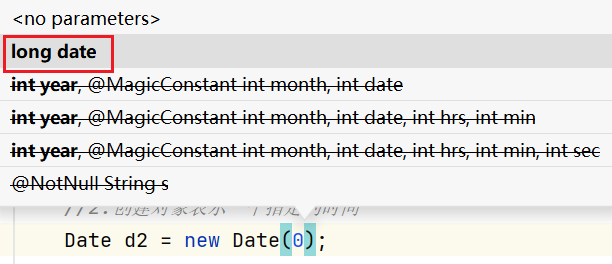 <no parameters>
long date
int year, @MagicConstant int month, int date
int year, @MagicConstant int month, int date, int hrs, int min
int year, @MagicConstant int month, int date, int hrs, int min, int sec
@NotNull String s
//2.创建对象表示一个指定的时间
Date d2 = new Date(0);